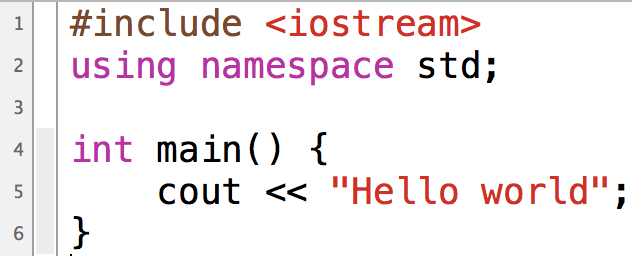 1 #include <iostream>
2 using namespace std;
3
4 int main() {
5     cout << "Hello world";
6 }